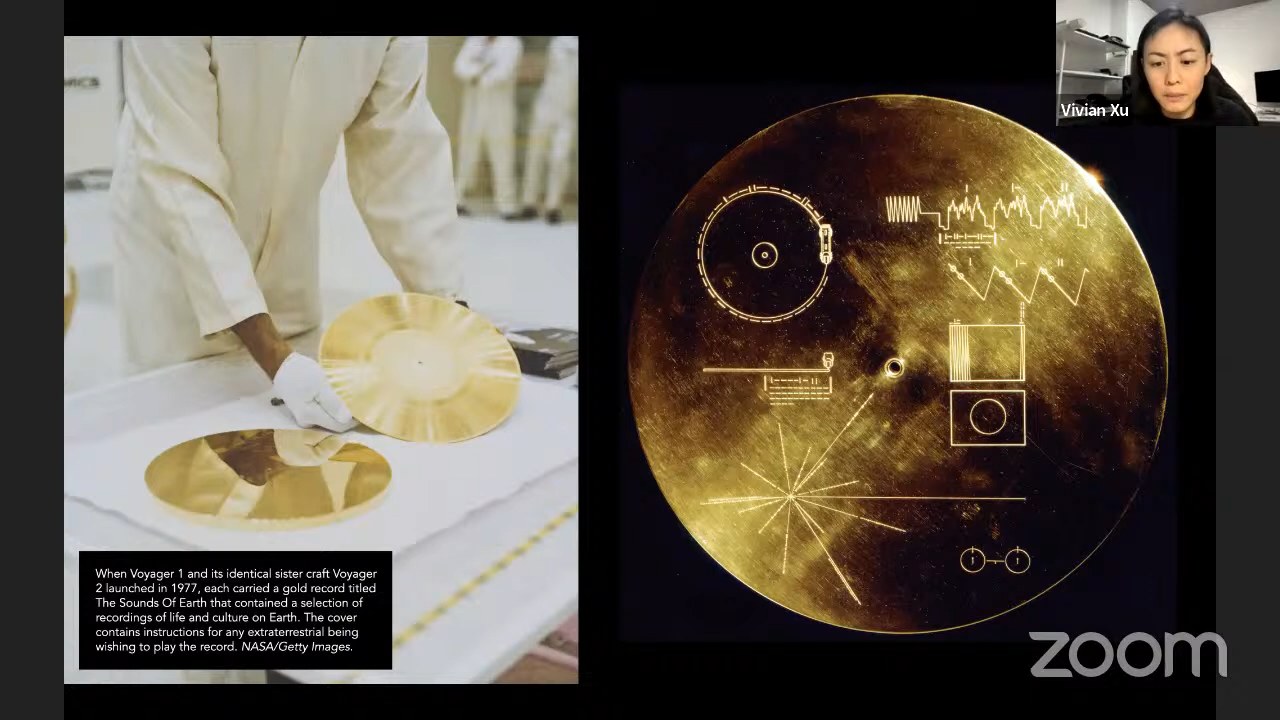 Vivian Xu
When Voyager 1 and its identical sister craft Voyager
2 launched in 1977, each carried a gold record titled
The Sounds Of Earth that contained a selection of
recordings of life and culture on Earth. The cover
contains instructions for any extraterrestrial being
wishing to play the record. NASA/Getty Images.
zoom